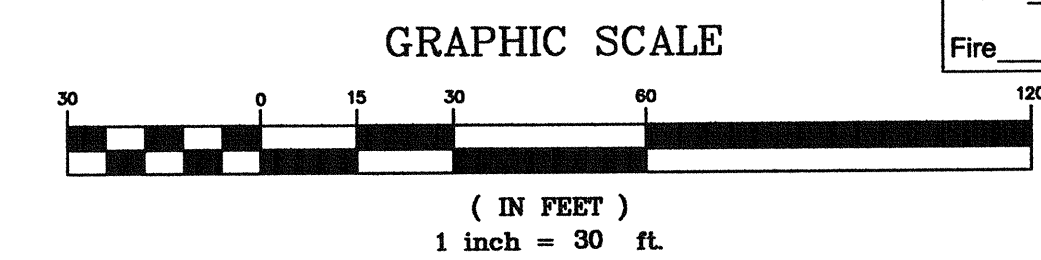 GRAPHIC SCALE
Fire
30 0 15 30 60 120
( IN FEET )
1 inch = 30 ft.